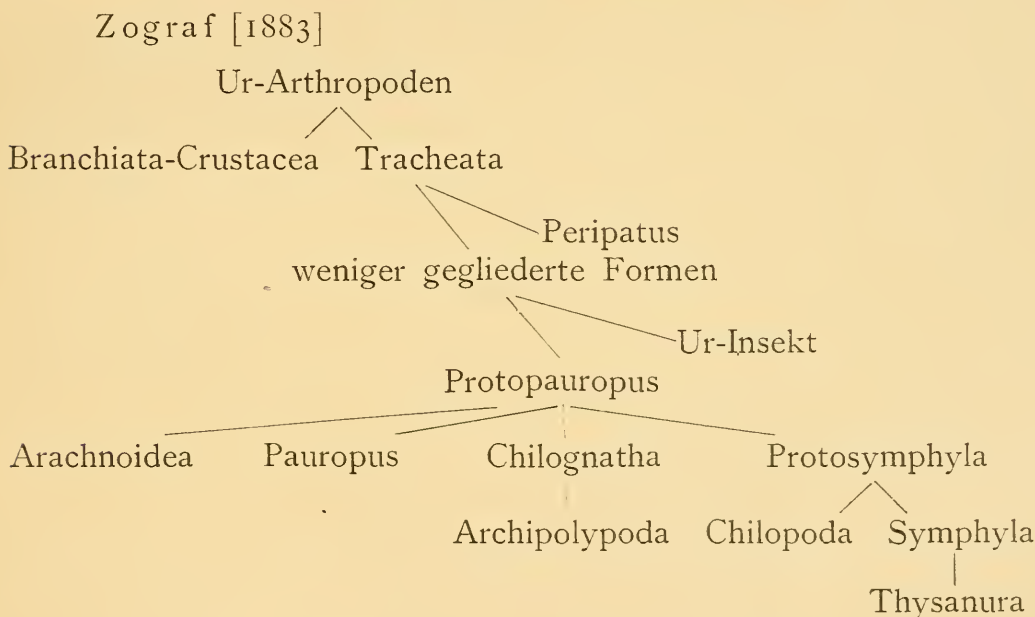 Zograf [1883]
Ur-Arthropoden
Branchiata-Crustacea Tracheata
Peripatus
weniger gegliederte Formen
Ur-Insekt
Protopauropus
Arachnoidea Pauropus Chilognatha Protosymphyla
Archipolypoda Chilopoda Symphyla
Thysanura